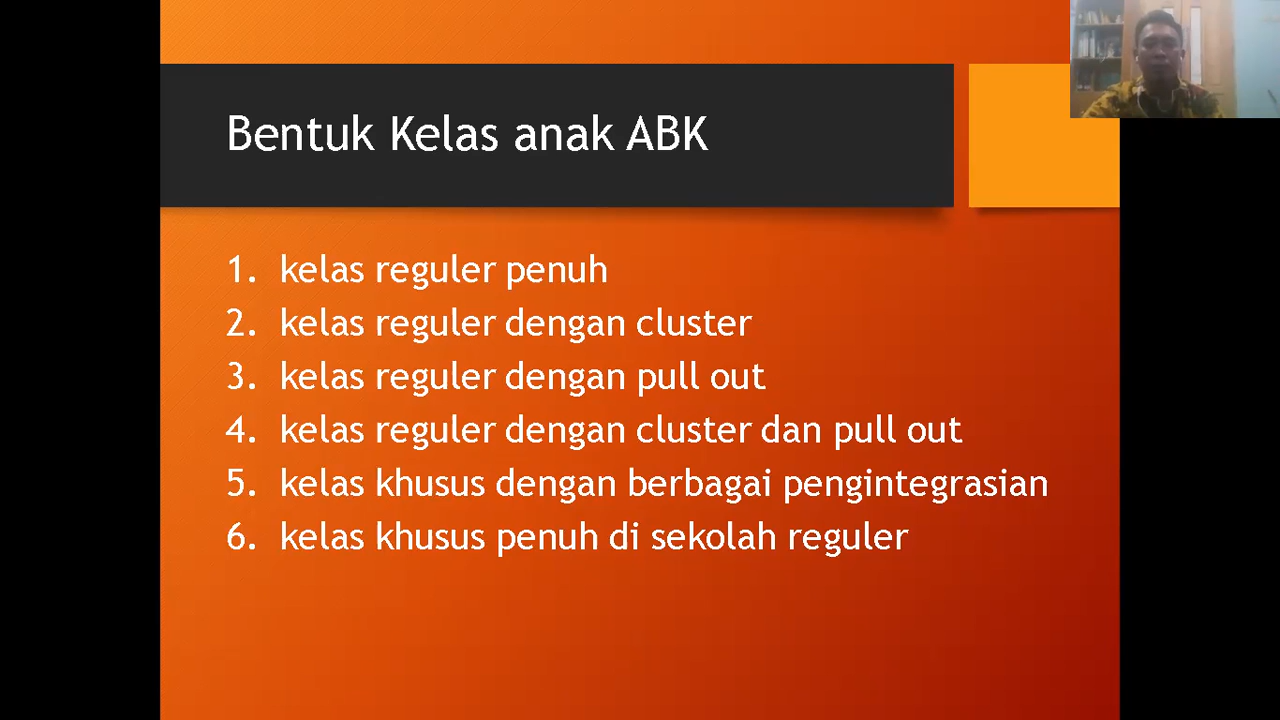 Bentuk Kelas anak ABK
1. kelas reguler penuh
2. kelas reguler dengan cluster
3. kelas reguler dengan pull out
4. kelas reguler dengan cluster dan pull out
5. kelas khusus dengan berbagai pengintegrasian
6. kelas khusus penuh di sekolah reguler